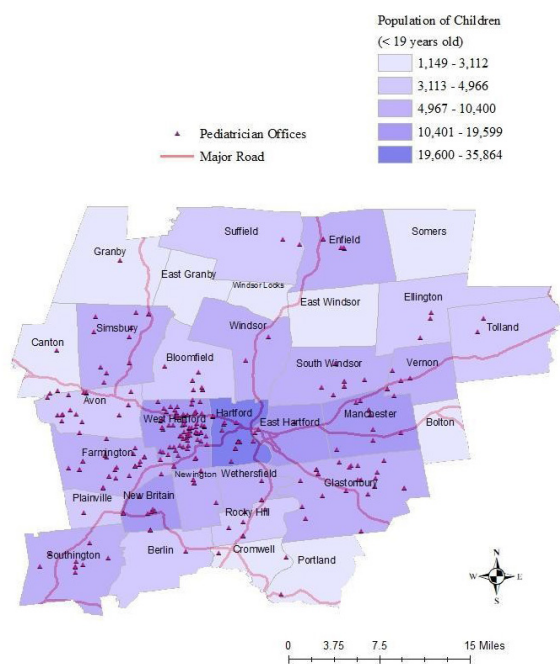 Population of Children
(< 19 years old)
1,149 - 3,112
3,113 - 4,966
4,967 - 10,400
10,401 - 19,599
19,600 - 35,864
Pediatrician Offices
Major Road
Suffield
Enfield
Somers
Granby
East Granby
Windsor Locks
East Windsor
Ellington
Tolland
Simsbury
Windsor
Canton
Bloomfield
South Windsor
Vernon
Avon
West Hartford
Hartford
East Hartford
Manchester
Bolton
Farmington
Newington
Wethersfield
Glastonbury
Plainville
New Britain
Rocky Hill
Southington
Berlin
Cromwell
Portland
N
W
E
S
0 3.75 7.5 15 Miles